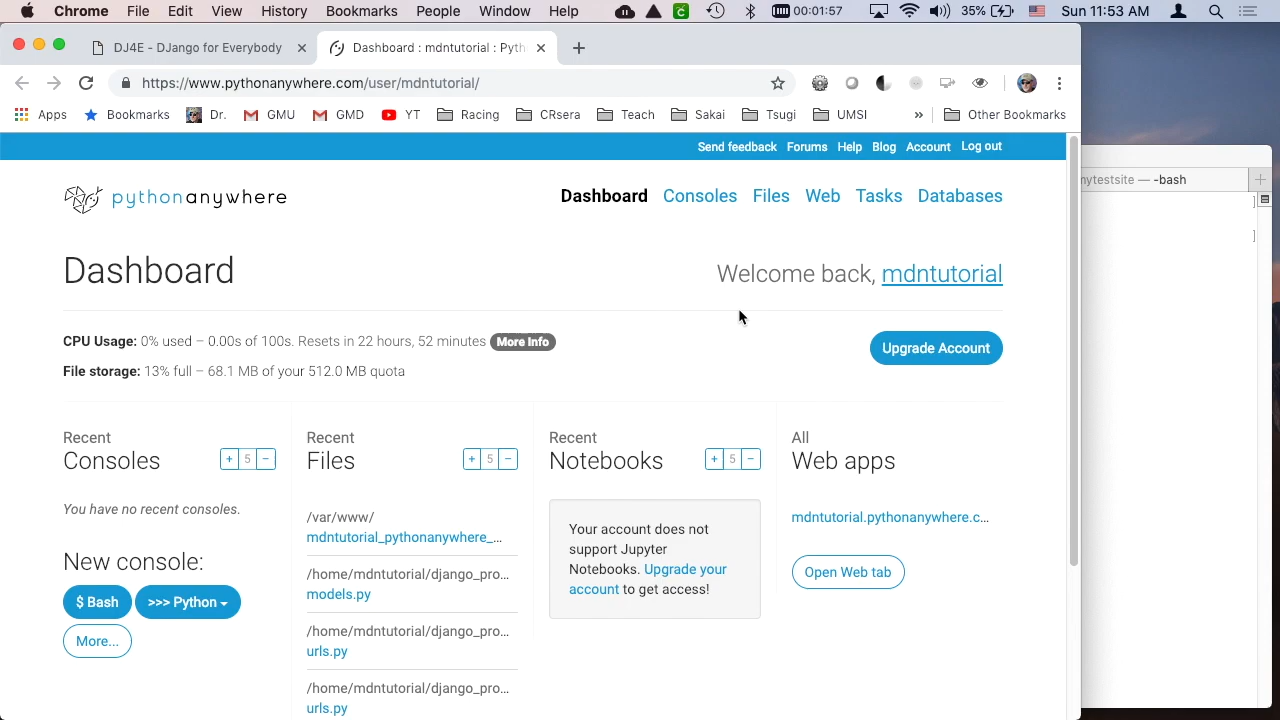 Chrome File Edit View History Bookmarks People Window Help 00:01:57 35% Sun 11:53 AM
DJ4E - DJango for Everybody Dashboard : mdntutorial : Pyth
https://www.pythonanywhere.com/user/mdntutorial/
Apps Bookmarks Dr. GMU GMD YT Racing CRsera Teach Sakai Tsugi UMSI » Other Bookmarks
Send feedback Forums Help Blog Account Log out
mytestsite — -bash
pythonanywhere
Dashboard Consoles Files Web Tasks Databases
Dashboard
Welcome back, mdntutorial
CPU Usage: 0% used – 0.00s of 100s. Resets in 22 hours, 52 minutes More Info
Upgrade Account
File storage: 13% full – 68.1 MB of your 512.0 MB quota
Recent
Consoles
+ 5 −
You have no recent consoles.
New console:
$ Bash >>> Python
More...
Recent
Files
+ 5 −
/var/www/
mdntutorial_pythonanywhere_...
/home/mdntutorial/django_pro...
models.py
/home/mdntutorial/django_pro...
urls.py
/home/mdntutorial/django_pro...
urls.py
Recent
Notebooks
+ 5 −
Your account does not
support Jupyter
Notebooks. Upgrade your
account to get access!
All
Web apps
mdntutorial.pythonanywhere.c...
Open Web tab